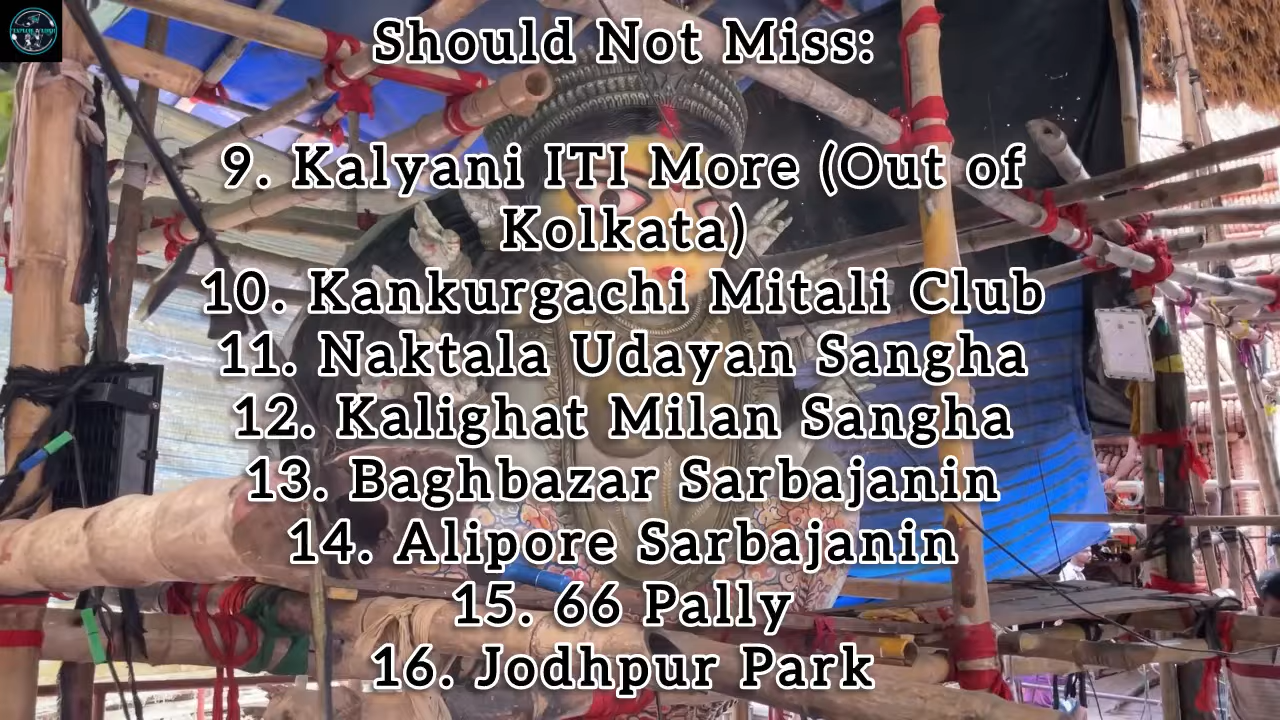 Should Not Miss:
9. Kalyani ITI More (Out of
Kolkata)
10. Kankurgachi Mitali Club
11. Naktala Udayan Sangha
12. Kalighat Milan Sangha
13. Baghbazar Sarbajanin
14. Alipore Sarbajanin
15. 66 Pally
16. Jodhpur Park